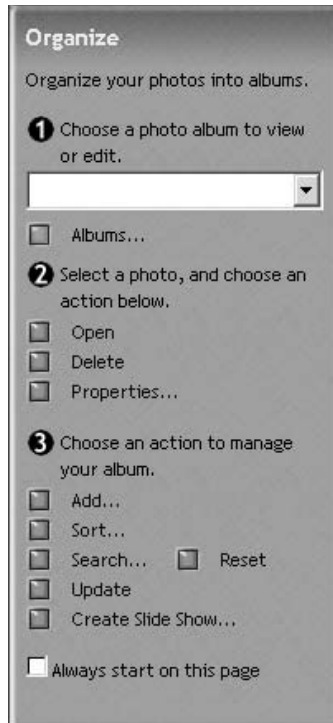 Organize
Organize your photos into albums.
1 Choose a photo album to view
or edit.
Albums...
2 Select a photo, and choose an
action below.
Open
Delete
Properties...
3 Choose an action to manage
your album.
Add...
Sort...
Search... Reset
Update
Create Slide Show...
Always start on this page